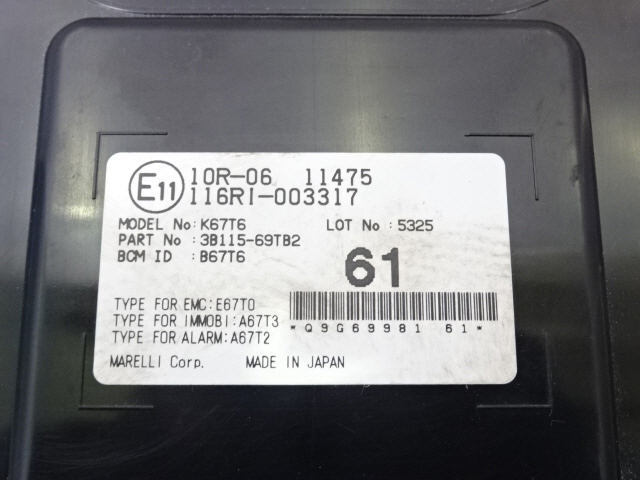 E11 10R-06 11475
116RI-003317
MODEL No: K67T6 LOT No : 5325
PART No : 3B115-69TB2
BCM ID : B67T6
61
TYPE FOR EMC: E67T0
TYPE FOR IMMOBI: A67T3
*Q9G69981 61*
TYPE FOR ALARM: A67T2
MARELLI Corp. MADE IN JAPAN